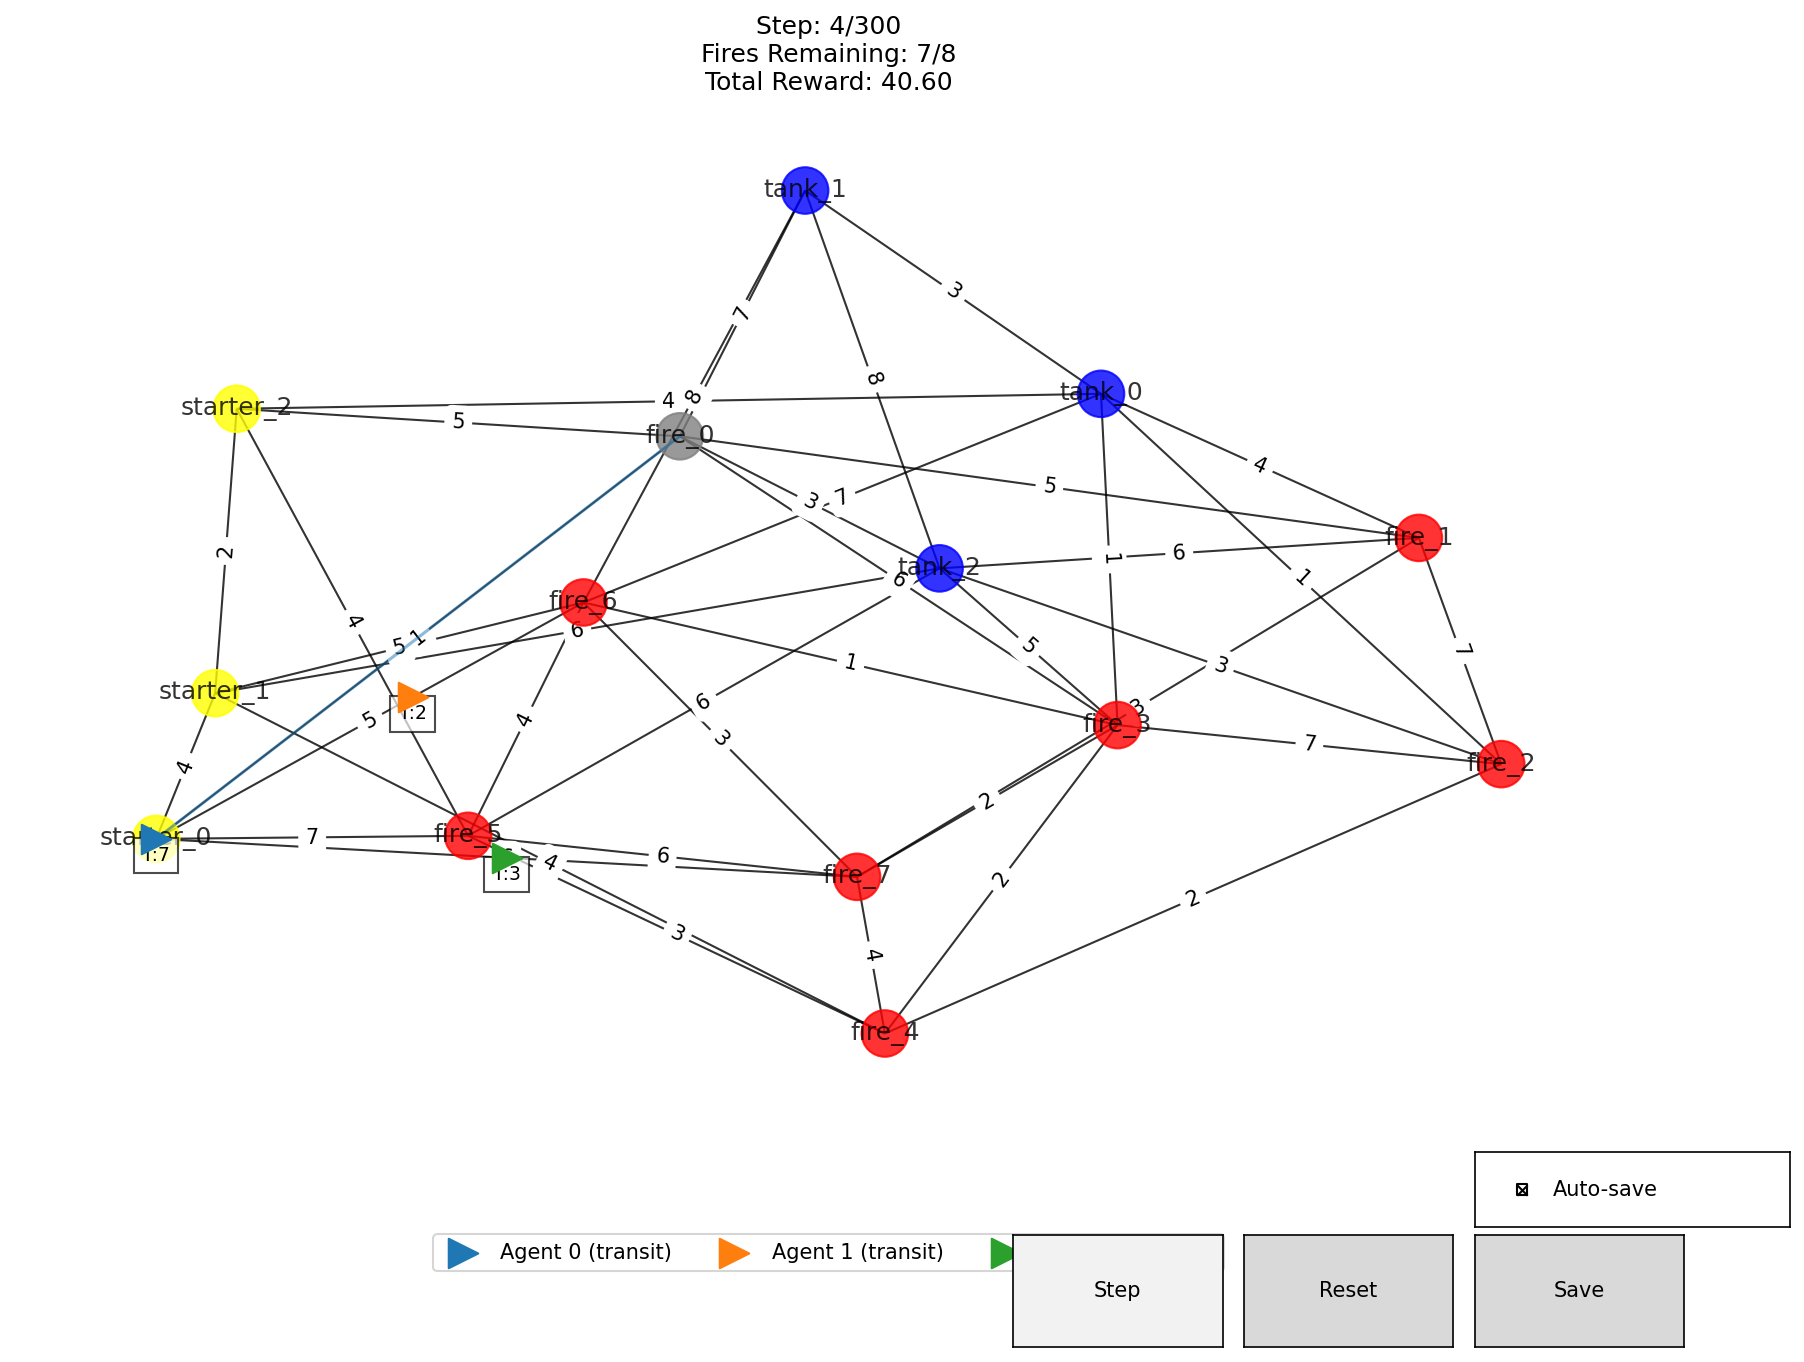 Step: 4/300
Fires Remaining: 7/8
Total Reward: 40.60
tank_1
3
7
8
8
tank_0
starter_2
4
5
fire_0
4
5
3
7
fire_1
2
1
6
tank_2
6
1
fire_6
4
5
1
6
5
1
3
7
starter_1
T:2
5
6
3
fire_3
3
7
fire_2
4
4
2
starter_0
T:7
7
fire_5
4
6
T:3
fire_7
2
2
3
4
fire_4
Auto-save
Agent 0 (transit)
Agent 1 (transit)
Step
Reset
Save